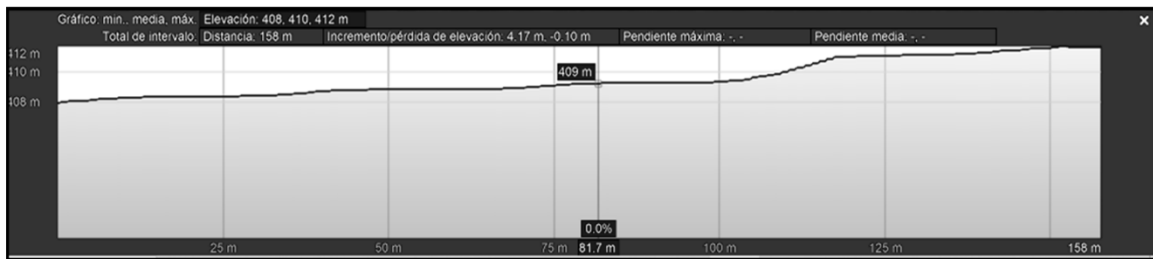 Gráfico: min., media, máx. Elevación: 408, 410, 412 m
Total de intervalo: Distancia: 158 m Incremento/pérdida de elevación: 4.17 m, -0.10 m Pendiente máxima: -, - Pendiente media: -, -
412 m
410 m
408 m
409 m
0.0%
25 m 50 m 75 m 81.7 m 100 m 125 m 158 m